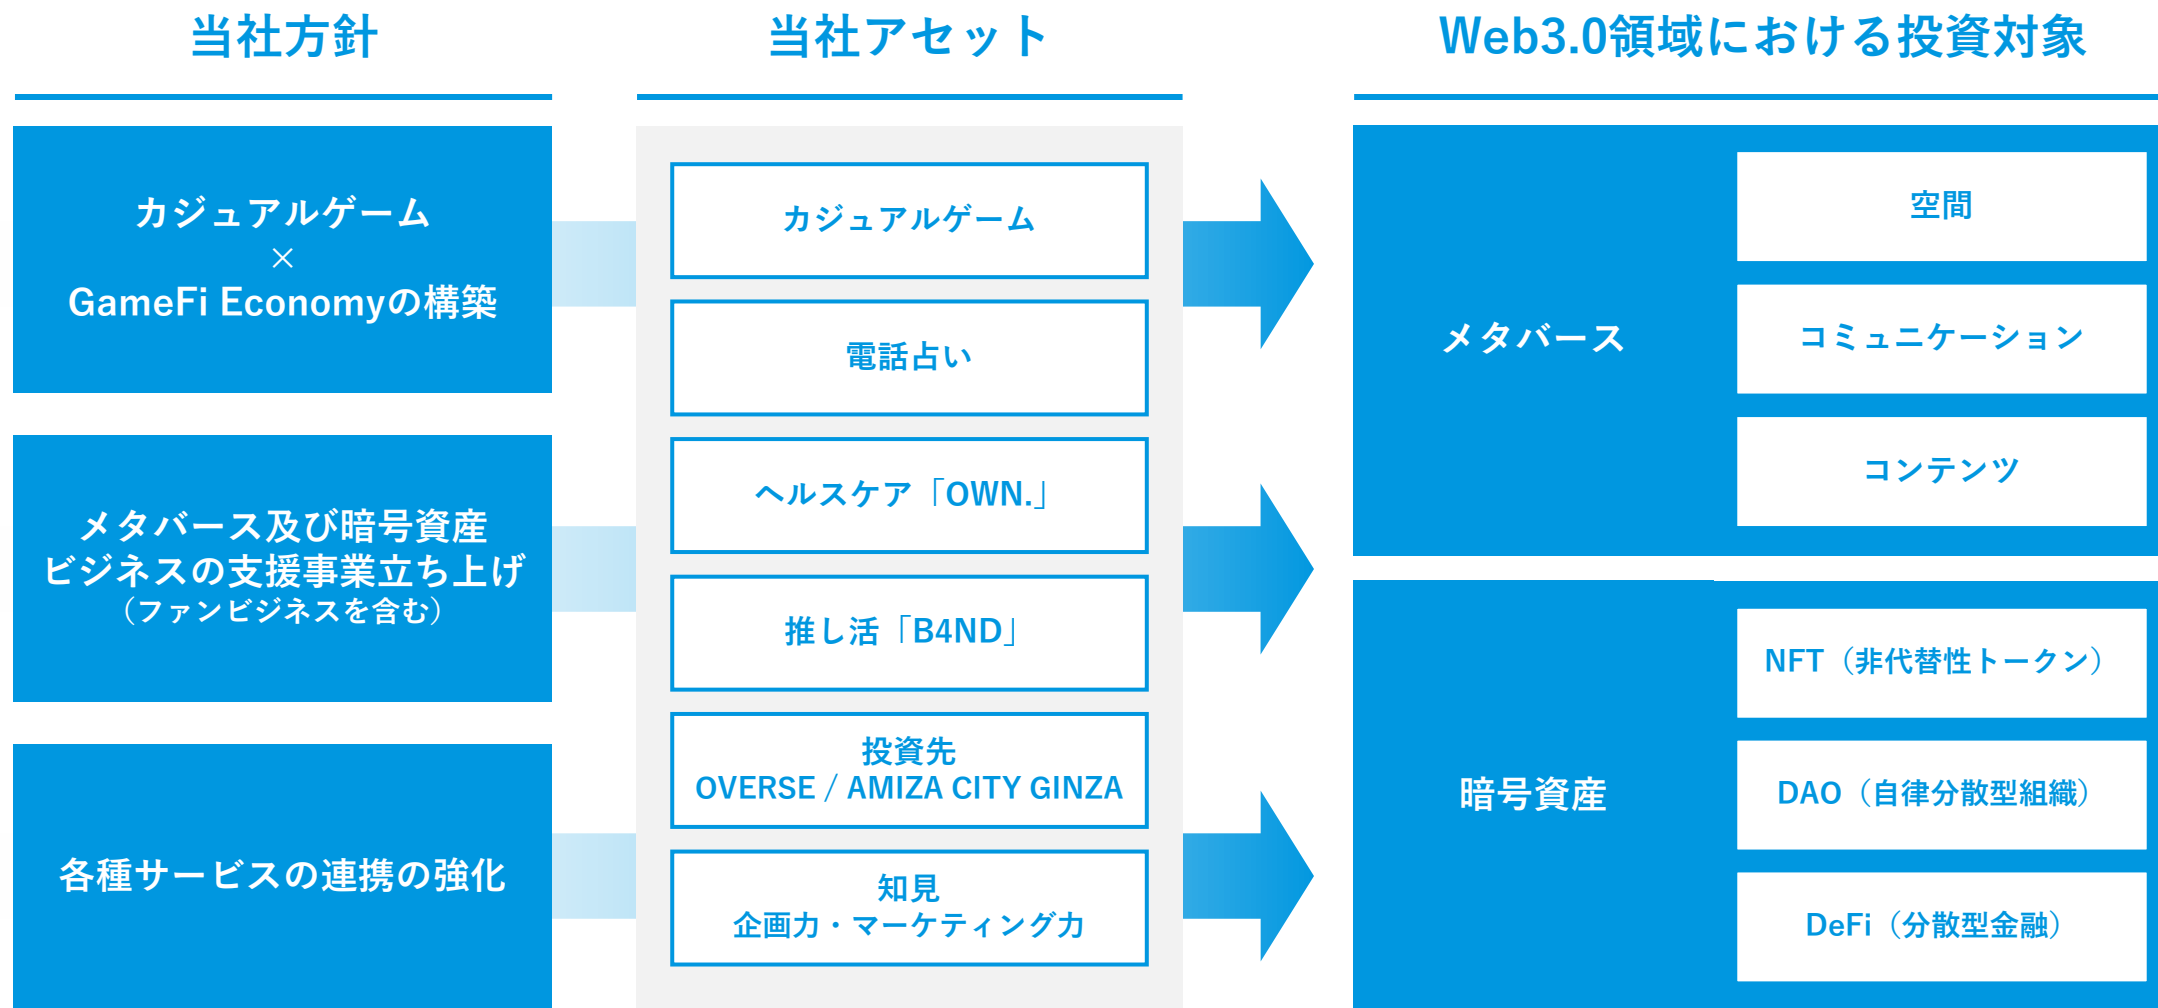 当社方針
カジュアルゲーム
×
GameFi Economyの構築
メタバース及び暗号資産
ビジネスの支援事業立ち上げ
（ファンビジネスを含む）
各種サービスの連携の強化
当社アセット
カジュアルゲーム
電話占い
ヘルスケア「OWN.」
推し活「B4ND」
投資先
OVERSE / AMIZA CITY GINZA
知見
企画力・マーケティング力
Web3.0領域における投資対象
メタバース
空間
コミュニケーション
コンテンツ
暗号資産
NFT（非代替性トークン）
DAO（自律分散型組織）
DeFi（分散型金融）